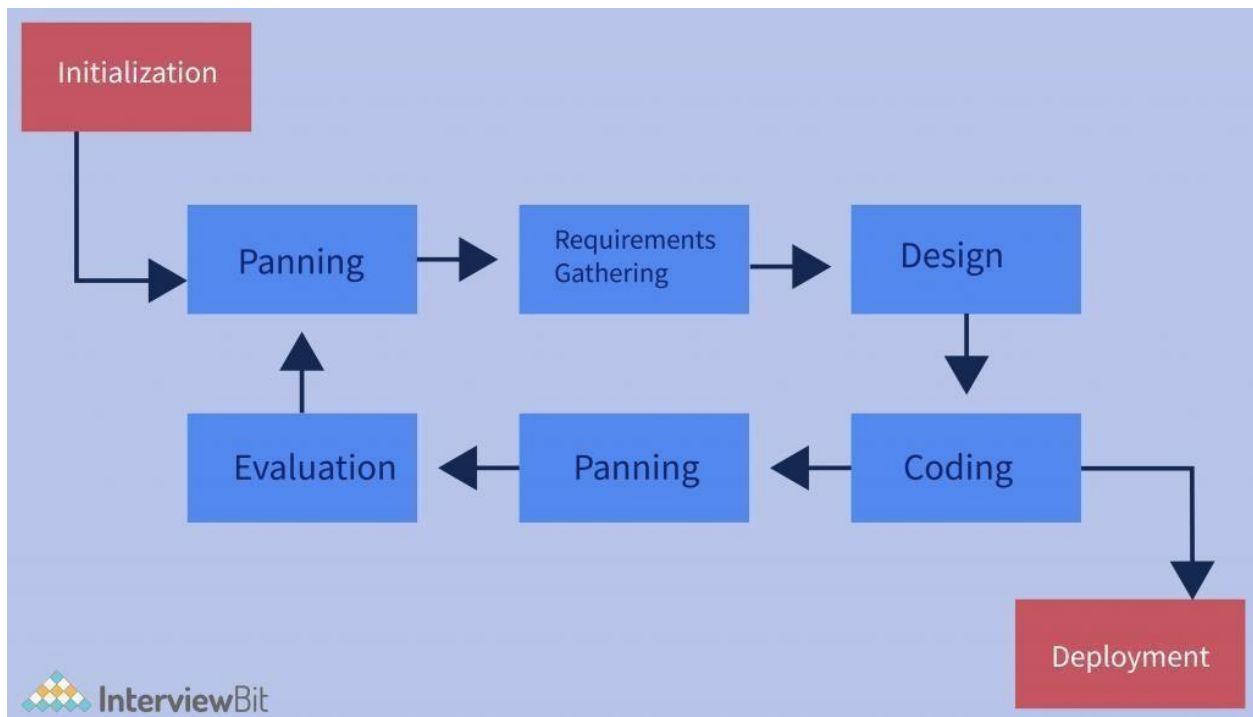 Initialization
Panning
Requirements
Gathering
Design
Evaluation
Panning
Coding
Deployment
InterviewBit